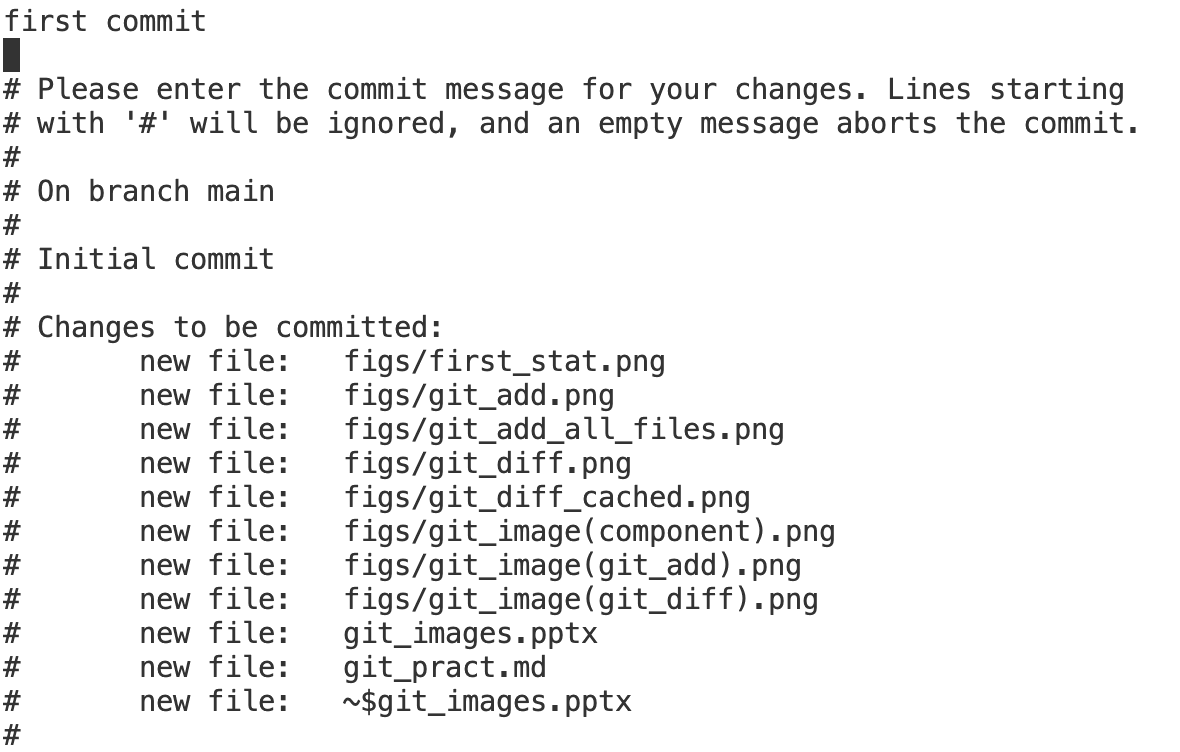 first commit
# Please enter the commit message for your changes. Lines starting
# with '#' will be ignored, and an empty message aborts the commit.
#
# On branch main
#
# Initial commit
#
# Changes to be committed:
#       new file:   figs/first_stat.png
#       new file:   figs/git_add.png
#       new file:   figs/git_add_all_files.png
#       new file:   figs/git_diff.png
#       new file:   figs/git_diff_cached.png
#       new file:   figs/git_image(component).png
#       new file:   figs/git_image(git_add).png
#       new file:   figs/git_image(git_diff).png
#       new file:   git_images.pptx
#       new file:   git_pract.md
#       new file:   ~$git_images.pptx
#